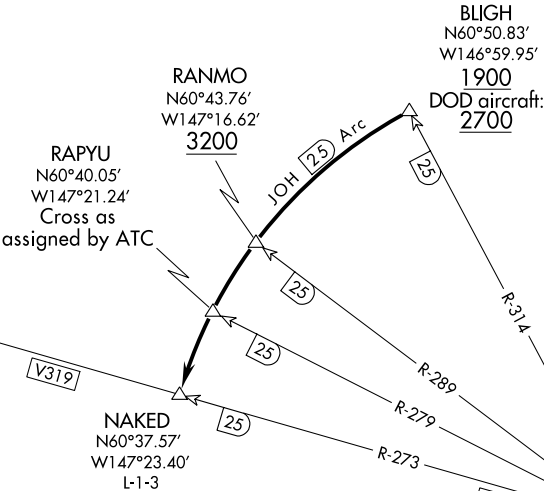 BLIGH
N60°50.83’
W146°59.95’
1900
DOD aircraft:
2700
RANMO
N60°43.76’
W147°16.62’
3200
JOH 25 Arc
25
RAPYU
N60°40.05’
W147°21.24’
Cross as
assigned by ATC
R-314
25
25
R-289
R-279
V319
NAKED
N60°37.57’
W147°23.40’
L-1-3
25
R-273